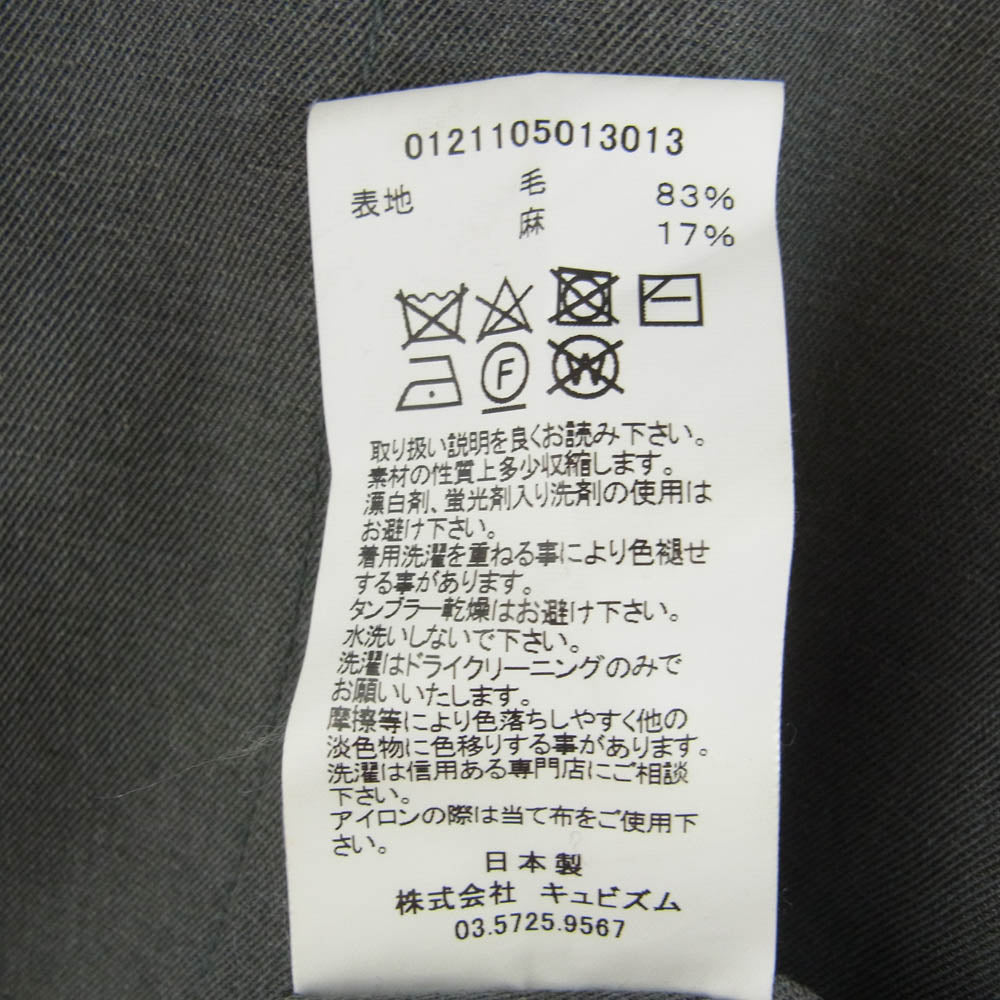 0121105013013
表地 毛 83%
麻 17%
F W
取り扱い説明を良くお読み下さい。
素材の性質上多少収縮します。
漂白剤、蛍光剤入り洗剤の使用は
お避け下さい。
着用洗濯を重ねる事により色褪せ
する事があります。
タンブラー乾燥はお避け下さい。
水洗いしないで下さい。
洗濯はドライクリーニングのみで
お願いいたします。
摩擦等により色落ちしやすく他の
淡色物に色移りする事があります。
洗濯は信用ある専門店にご相談
下さい。
アイロンの際は当て布をご使用下
さい。
日本製
株式会社 キュビズム
03.5725.9567